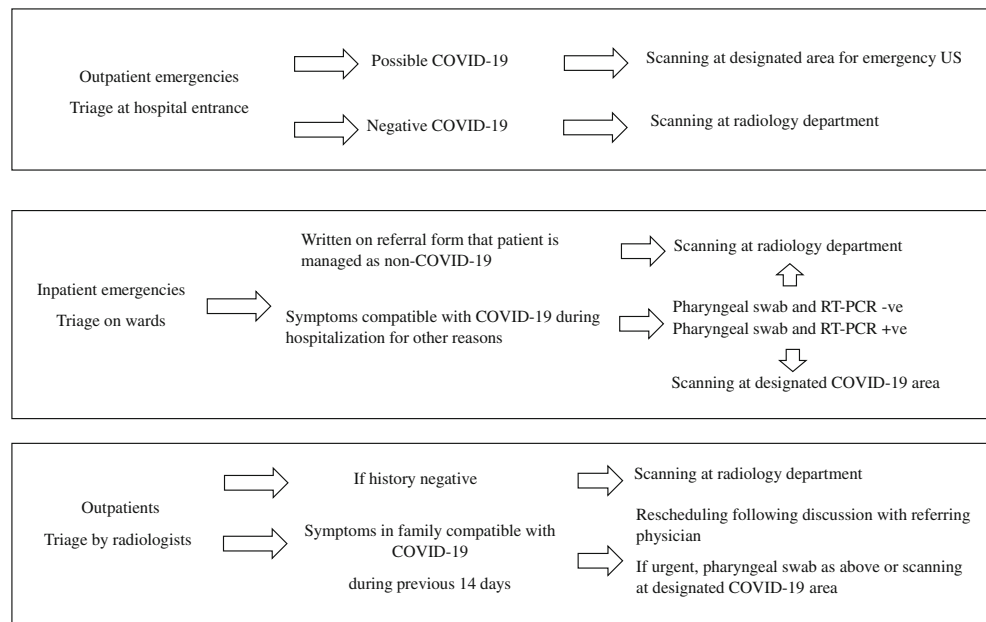 Outpatient emergencies
Triage at hospital entrance
Possible COVID-19
Scanning at designated area for emergency US
Negative COVID-19
Scanning at radiology department
Inpatient emergencies
Triage on wards
Written on referral form that patient is
managed as non-COVID-19
Scanning at radiology department
Symptoms compatible with COVID-19 during
hospitalization for other reasons
Pharyngeal swab and RT-PCR -ve
Pharyngeal swab and RT-PCR +ve
Scanning at designated COVID-19 area
Outpatients
Triage by radiologists
If history negative
Scanning at radiology department
Symptoms in family compatible with
COVID-19
during previous 14 days
Rescheduling following discussion with referring
physician
If urgent, pharyngeal swab as above or scanning
at designated COVID-19 area